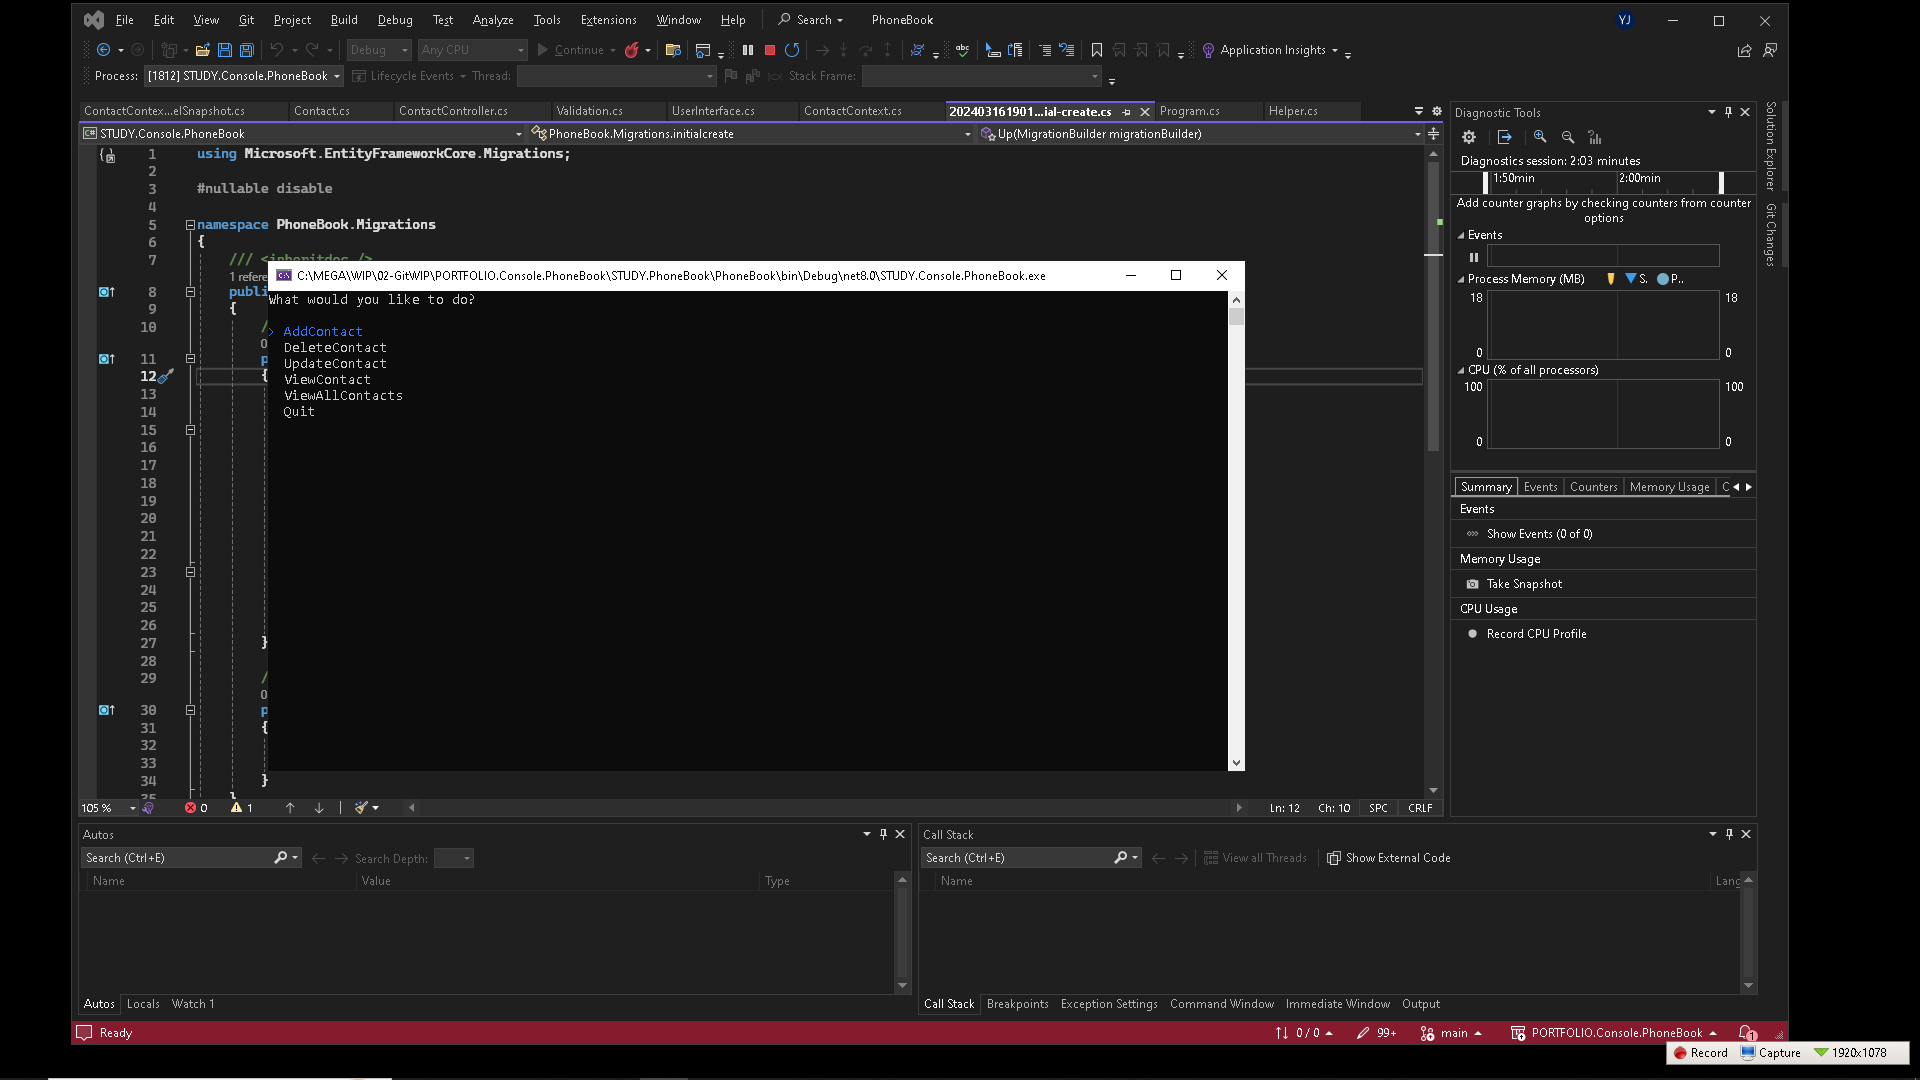 File Edit View Git Project Build Debug Test Analyze Tools Extensions Window Help Search PhoneBook YJ
Debug Any CPU Continue abc Application Insights
Process: [1812] STUDY.Console.PhoneBook Lifecycle Events Thread: Stack Frame:
ContactContex...elSnapshot.cs Contact.cs ContactController.cs Validation.cs UserInterface.cs ContactContext.cs 202403161901...ial-create.cs Program.cs Helper.cs
STUDY.Console.PhoneBook PhoneBook.Migrations.initialcreate Up(MigrationBuilder migrationBuilder)
1 using Microsoft.EntityFrameworkCore.Migrations;
2
3 #nullable disable
4
5 namespace PhoneBook.Migrations
6 {
7 /// <inheritdoc />
1 refere
8 publi
9 {
10 /
0
11 p
12 {
13
14
15
16
17
18
19
20
21
22
23
24
25
26
27 }
28
29 /
0
30 p
31 {
32
33
34 }
35 }
C:\MEGA\WIP\02-GitWIP\PORTFOLIO.Console.PhoneBook\STUDY.PhoneBook\PhoneBook\bin\Debug\net8.0\STUDY.Console.PhoneBook.exe
What would you like to do?
> AddContact
DeleteContact
UpdateContact
ViewContact
ViewAllContacts
Quit
105 % 0 1 Ln: 12 Ch: 10 SPC CRLF
Diagnostic Tools
Diagnostics session: 2:03 minutes
1:50min 2:00min
Add counter graphs by checking counters from counter
options
Events
Process Memory (MB) S. P..
18 18
0 0
CPU (% of all processors)
100 100
0 0
Summary Events Counters Memory Usage C
Events
Show Events (0 of 0)
Memory Usage
Take Snapshot
CPU Usage
Record CPU Profile
Solution Explorer
Git Changes
Autos
Search (Ctrl+E) Search Depth:
Name Value Type
Autos Locals Watch 1
Call Stack
Search (Ctrl+E) View all Threads Show External Code
Name Lang
Call Stack Breakpoints Exception Settings Command Window Immediate Window Output
Ready 0 / 0 99+ main PORTFOLIO.Console.PhoneBook 1
Record Capture 1920x1078